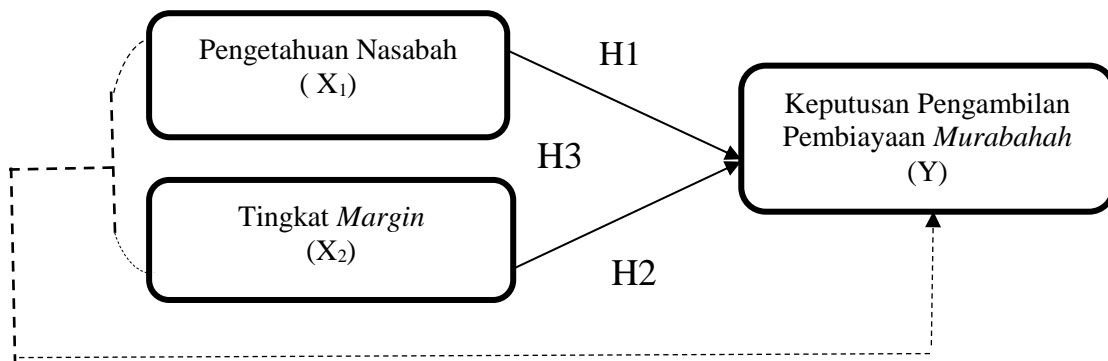 Pengetahuan Nasabah
( X₁)
H1
Keputusan Pengambilan
Pembiayaan Murabahah
(Y)
H3
Tingkat Margin
(X₂)
H2